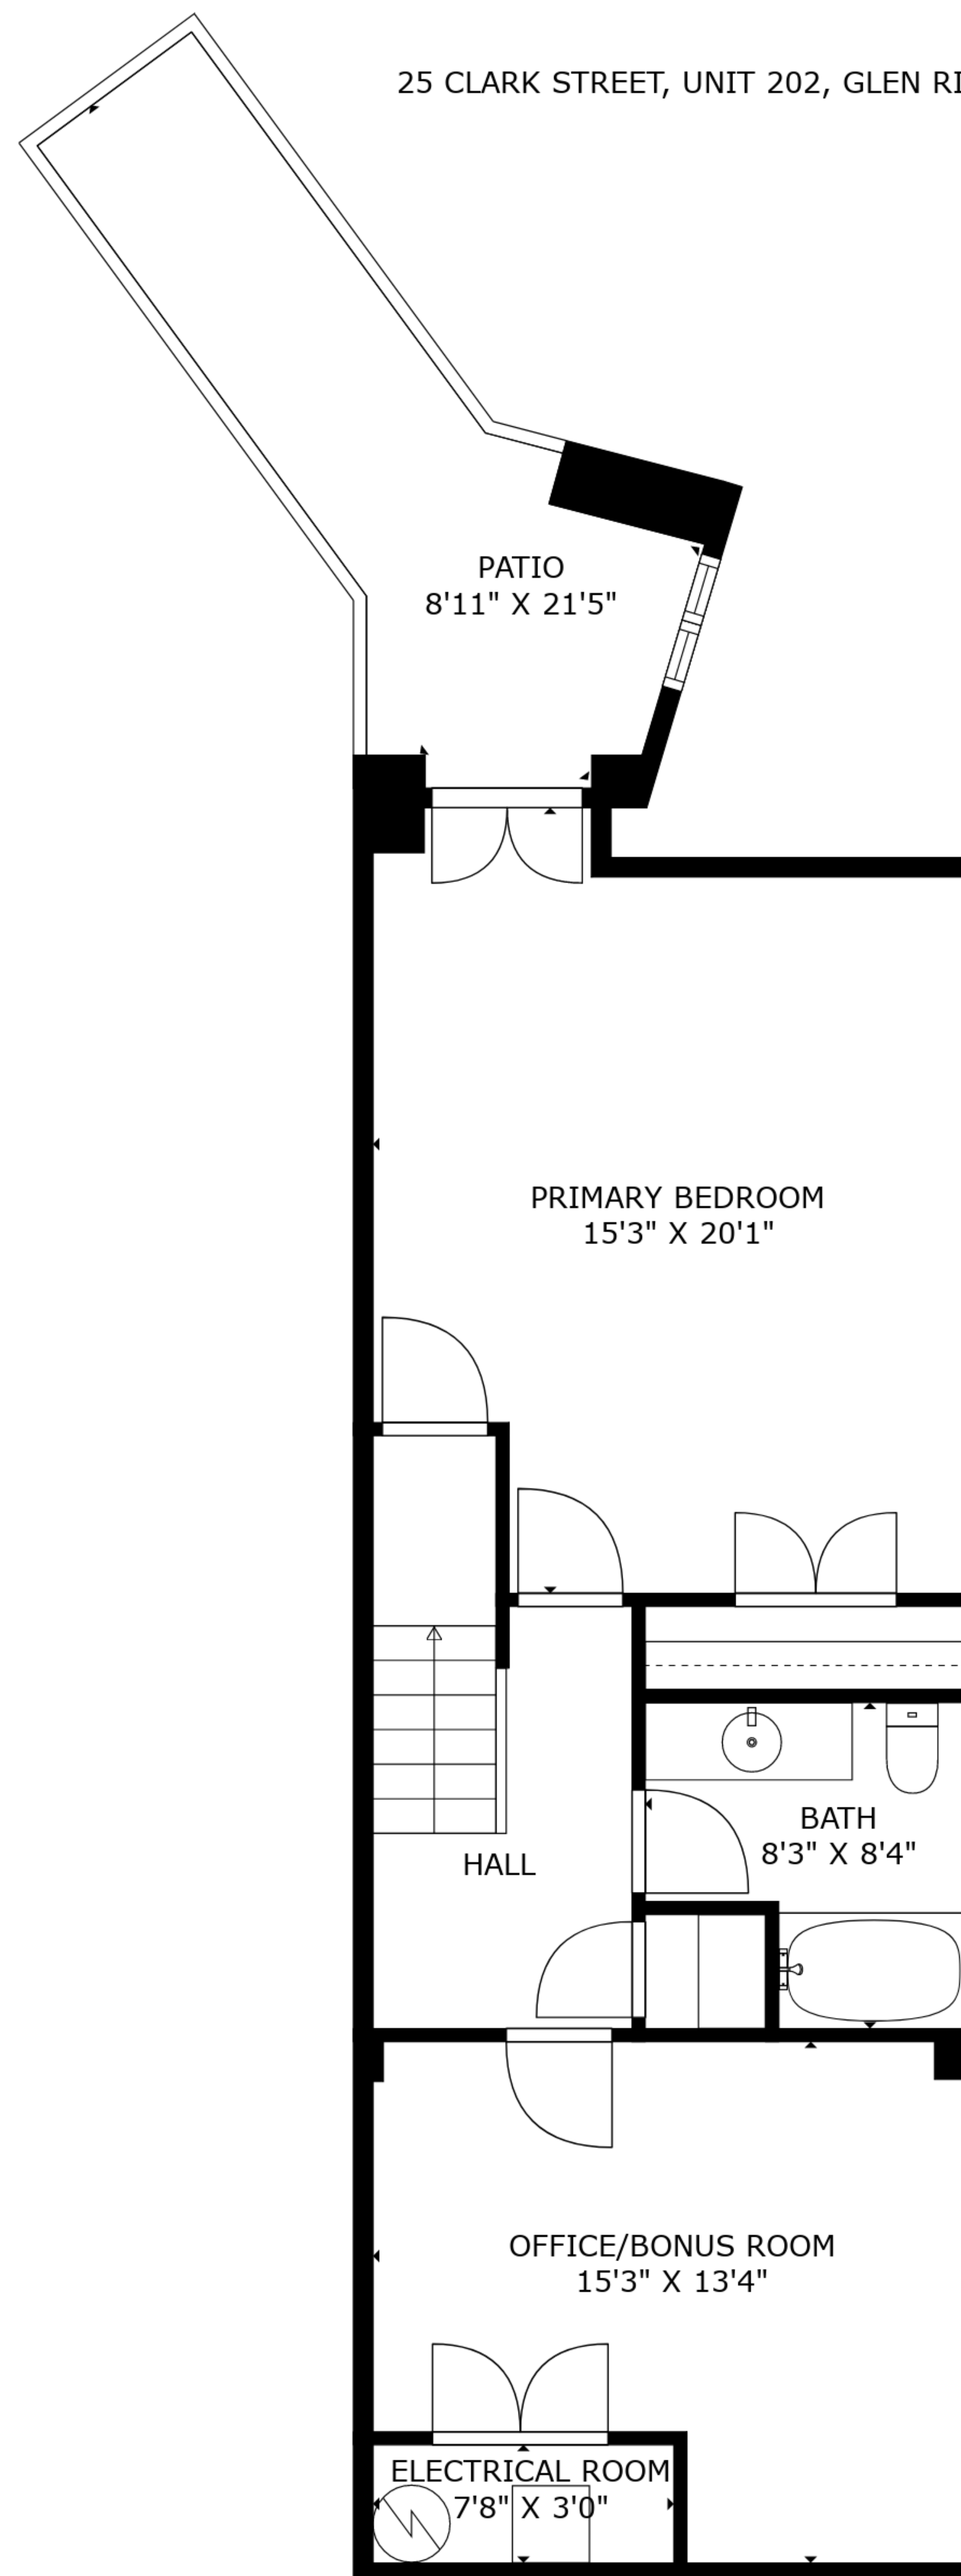 25 CLARK STREET, UNIT 202, GLEN
PATIO
8'11" X 21'5"
PRIMARY BEDROOM
15'3" X 20'1"
BATH
8'3" X 8'4"
HALL
OFFICE/BONUS ROOM
15'3" X 13'4"
ELECTRICAL ROOM
7'8" X 3'0"